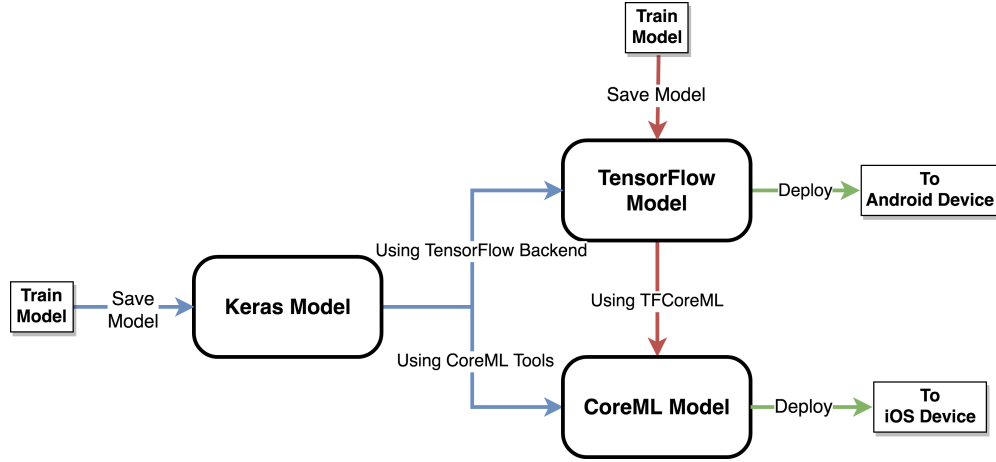 Train
Model
Save Model
TensorFlow
Model
Deploy
To
Android Device
Using TensorFlow Backend
Train
Model
Save
Model
Keras Model
Using TFCoreML
Using CoreML Tools
CoreML Model
Deploy
To
iOS Device